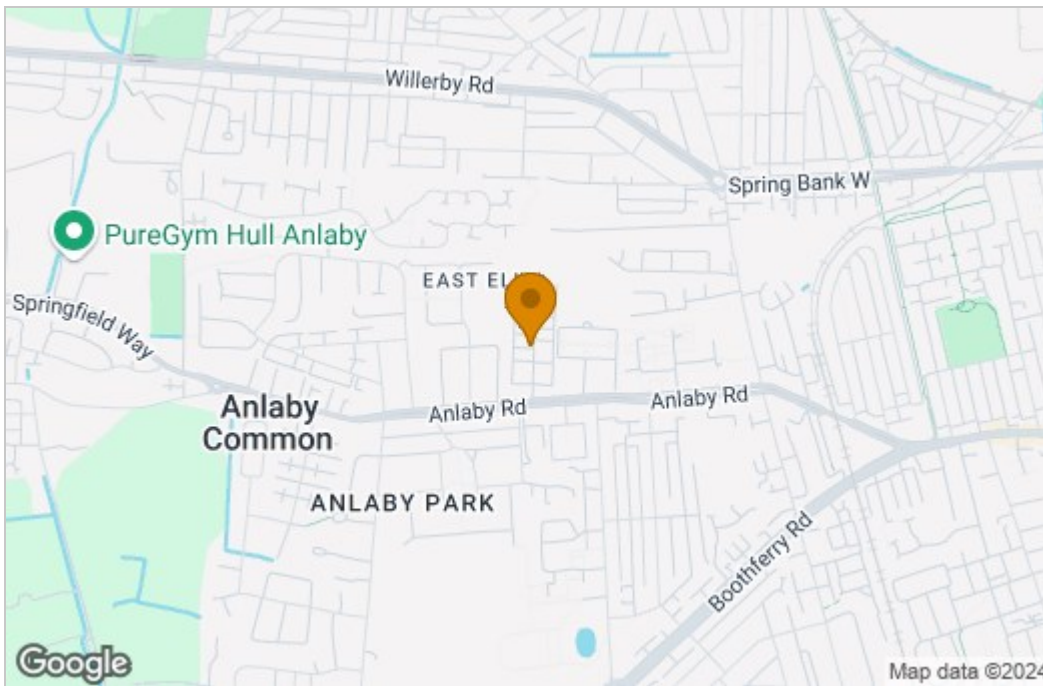 Willerby Rd
Spring Bank W
PureGym Hull Anlaby
EAST EL
Springfield Way
Anlaby
Common
Anlaby Rd
Anlaby Rd
ANLABY PARK
Boothferry Rd
Google
Map data ©2024